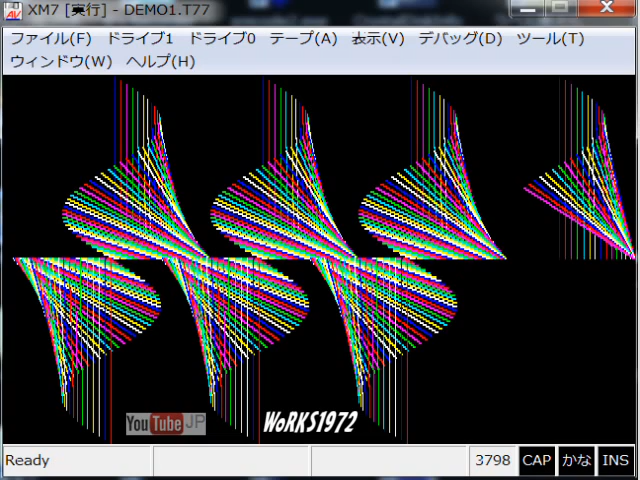 XM7 [実行] - DEMO1.T77
ファイル(F) ドライブ1 ドライブ0 テープ(A) 表示(V) デバッグ(D) ツール(T)
ウィンドウ(W) ヘルプ(H)
YouTube JP
WoRKS1972
Ready 3798 CAP かな INS